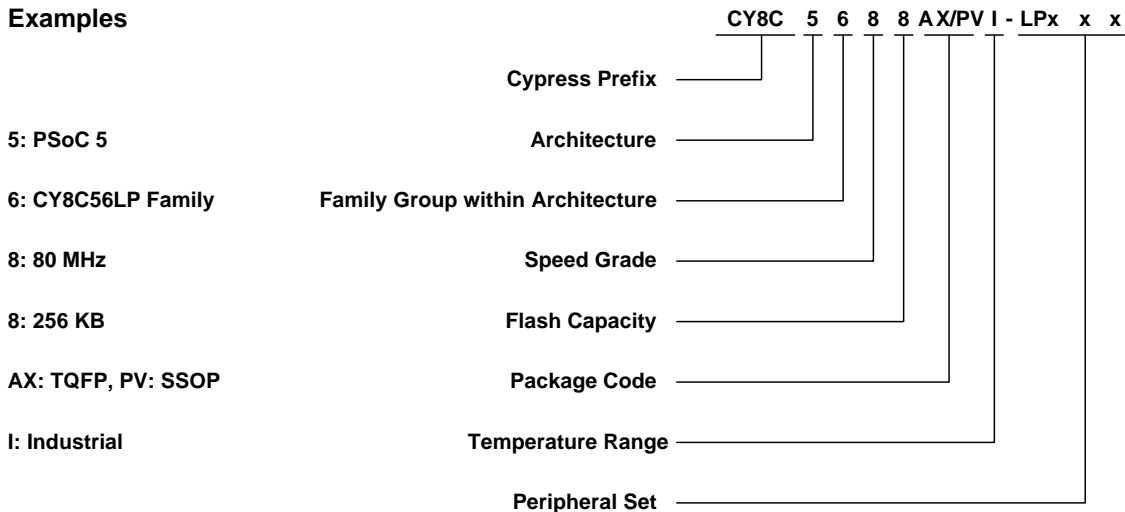 Examples CY8C 5 6 8 8 AX/PV I - LPx x x
Cypress Prefix
5: PSoC 5 Architecture
6: CY8C56LP Family Family Group within Architecture
8: 80 MHz Speed Grade
8: 256 KB Flash Capacity
AX: TQFP, PV: SSOP Package Code
I: Industrial Temperature Range
Peripheral Set